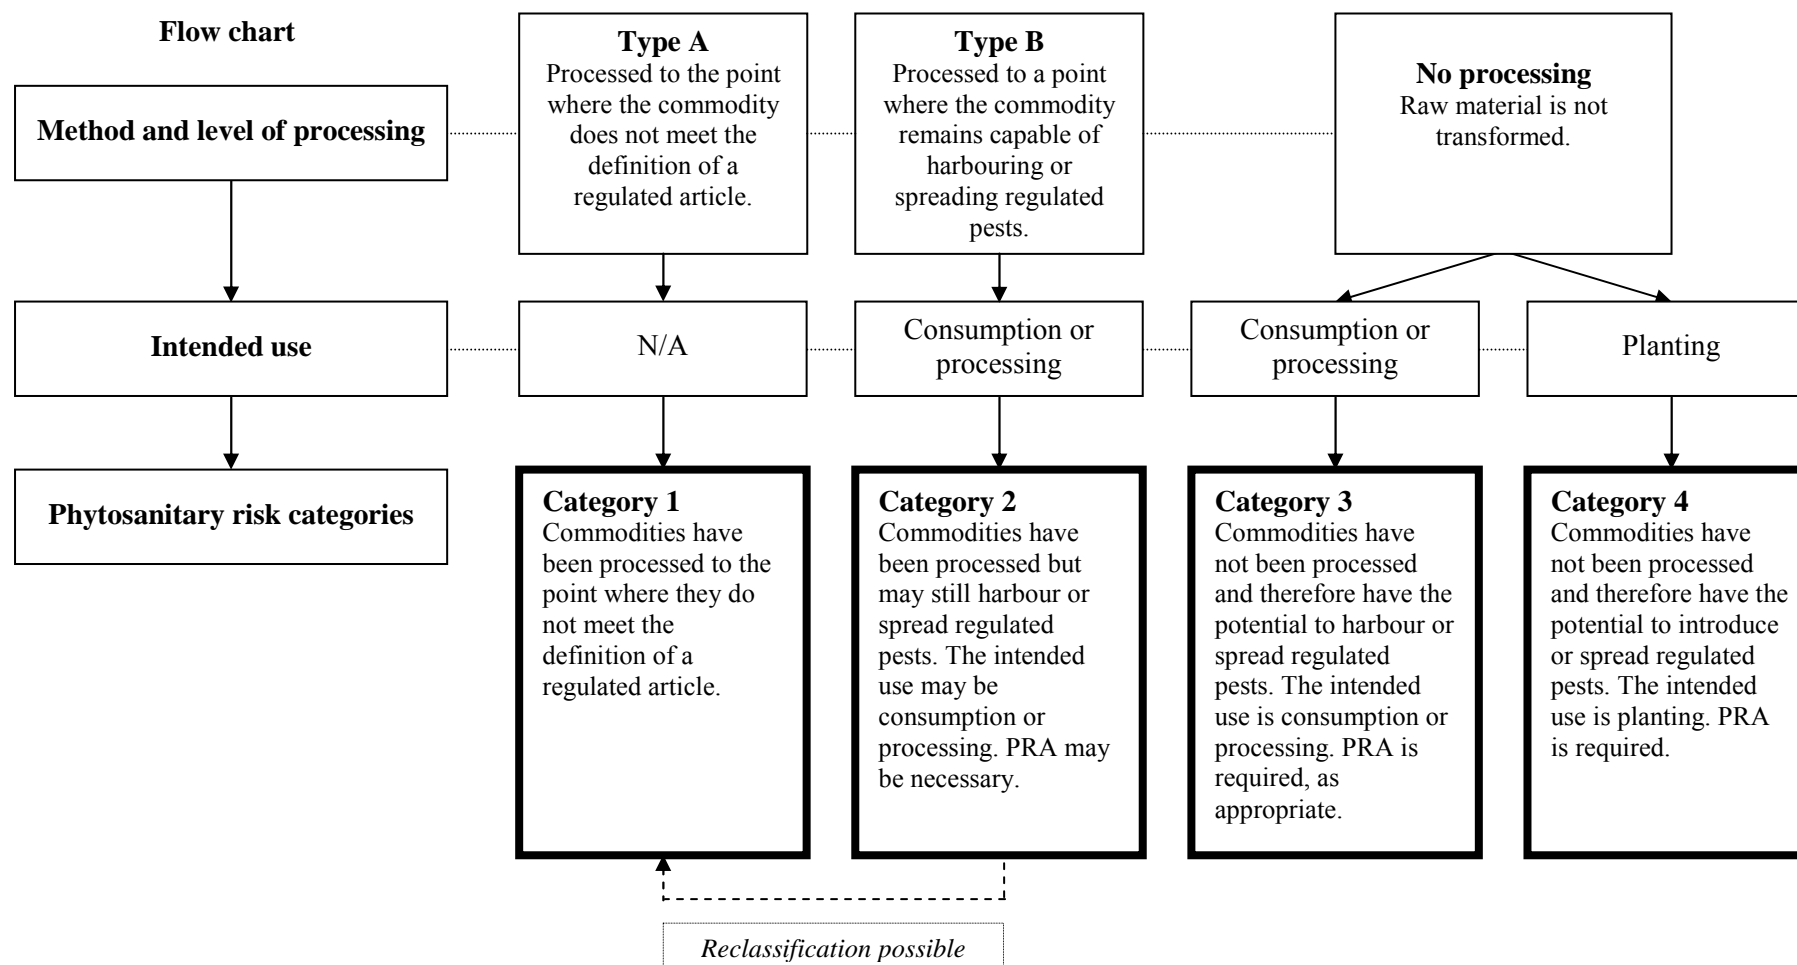 Flow chart
Method and level of processing
Type A
Processed to the point
where the commodity
does not meet the
definition of a
regulated article.
Type B
Processed to a point
where the commodity
remains capable of
harbouring or
spreading regulated
pests.
No processing
Raw material is not
transformed.
Intended use
N/A
Consumption or
processing
Consumption or
processing
Planting
Phytosanitary risk categories
Category 1
Commodities have
been processed to the
point where they do
not meet the
definition of a
regulated article.
Category 2
Commodities have
been processed but
may still harbour or
spread regulated
pests. The intended
use may be
consumption or
processing. PRA may
be necessary.
Category 3
Commodities have
not been processed
and therefore have the
potential to harbour or
spread regulated
pests. The intended
use is consumption or
processing. PRA is
required, as
appropriate.
Category 4
Commodities have
not been processed
and therefore have the
potential to introduce
or spread regulated
pests. The intended
use is planting. PRA
is required.
Reclassification possible